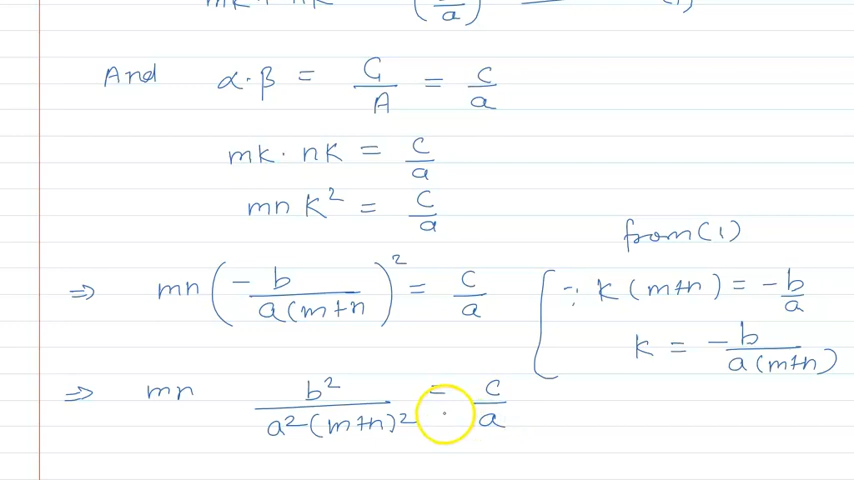 And α·β = C/A = c/a
mk· nk = c/a
mn k² = c/a
from (1)
⇒ mn(- b/a(m+n)² = c/a { ∵ k (m+n) = -b/a
k = - b/a(m+n)
⇒ mn b²/a²(m+n)² = c/a